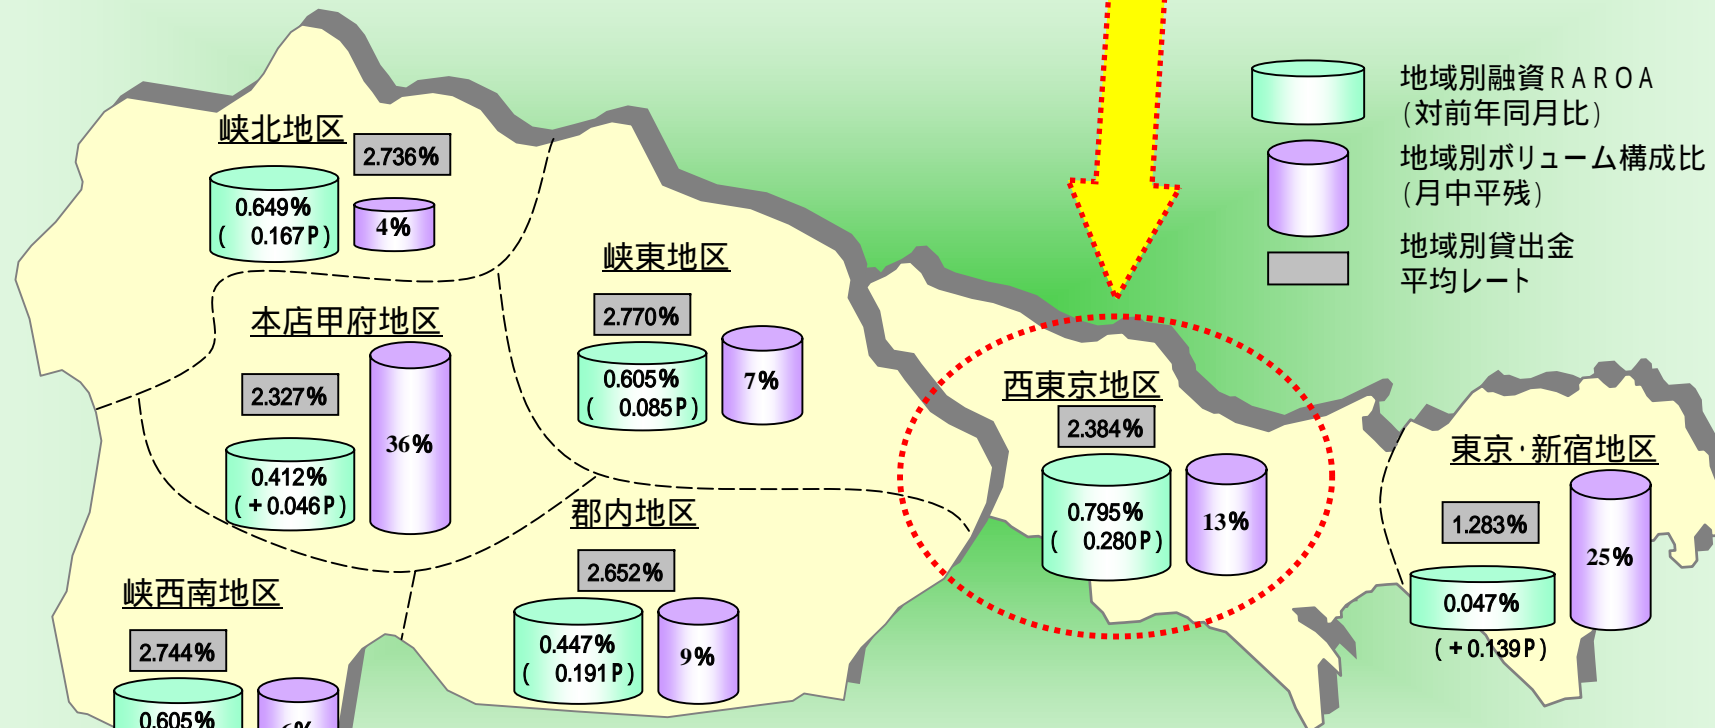 地域別融資RAROA
(対前年同月比)
地域別ボリューム構成比
(月中平残)
地域別貸出金
平均レート
峡北地区
2.736%
0.649%
(  0.167P)
4%
峡東地区
2.770%
0.605%
(  0.085P)
7%
本店甲府地区
2.327%
0.412%
(+0.046P)
36%
西東京地区
2.384%
0.795%
(  0.280P)
13%
東京・新宿地区
1.283%
0.047%
(+0.139P)
25%
郡内地区
2.652%
0.447%
(  0.191P)
9%
峡西南地区
2.744%
0.605%
6%